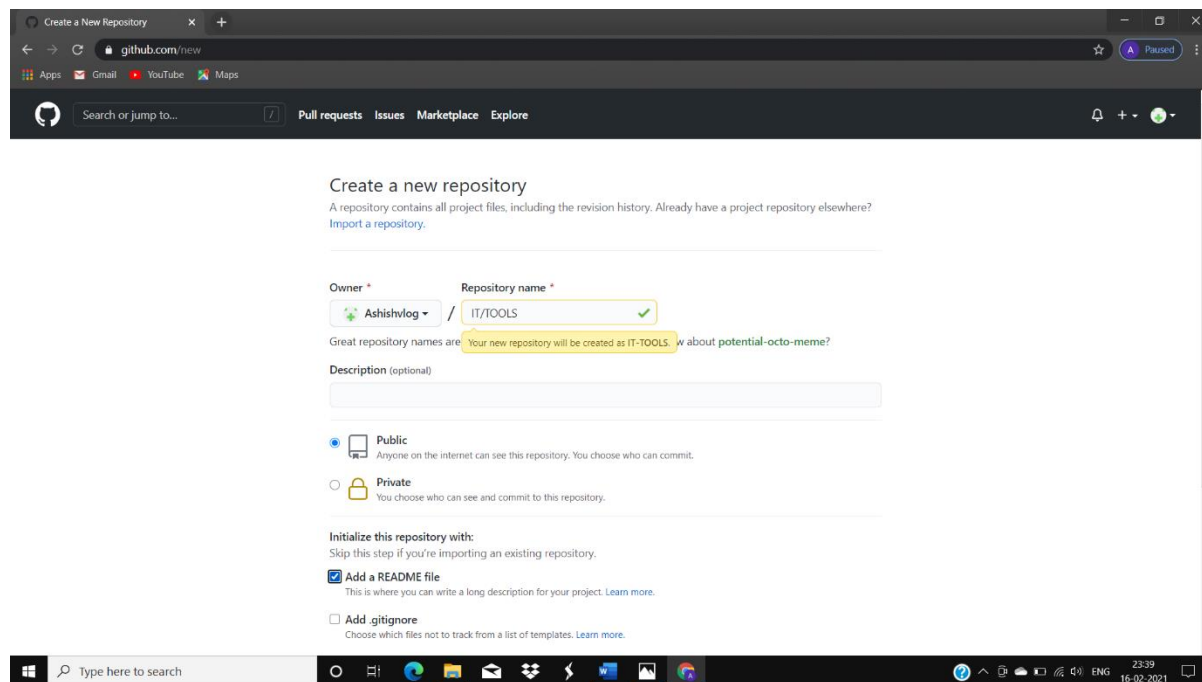 Create a New Repository
github.com/new
A Paused
Apps Gmail YouTube Maps
Search or jump to... / Pull requests Issues Marketplace Explore
Create a new repository
A repository contains all project files, including the revision history. Already have a project repository elsewhere?
Import a repository.
Owner * Repository name *
Ashishvlog / IT/TOOLS
Great repository names are Your new repository will be created as IT-TOOLS. w about potential-octo-meme?
Description (optional)
Public
Anyone on the internet can see this repository. You choose who can commit.
Private
You choose who can see and commit to this repository.
Initialize this repository with:
Skip this step if you're importing an existing repository.
Add a README file
This is where you can write a long description for your project. Learn more.
Add .gitignore
Choose which files not to track from a list of templates. Learn more.
Type here to search
ENG
23:39
16-02-2021